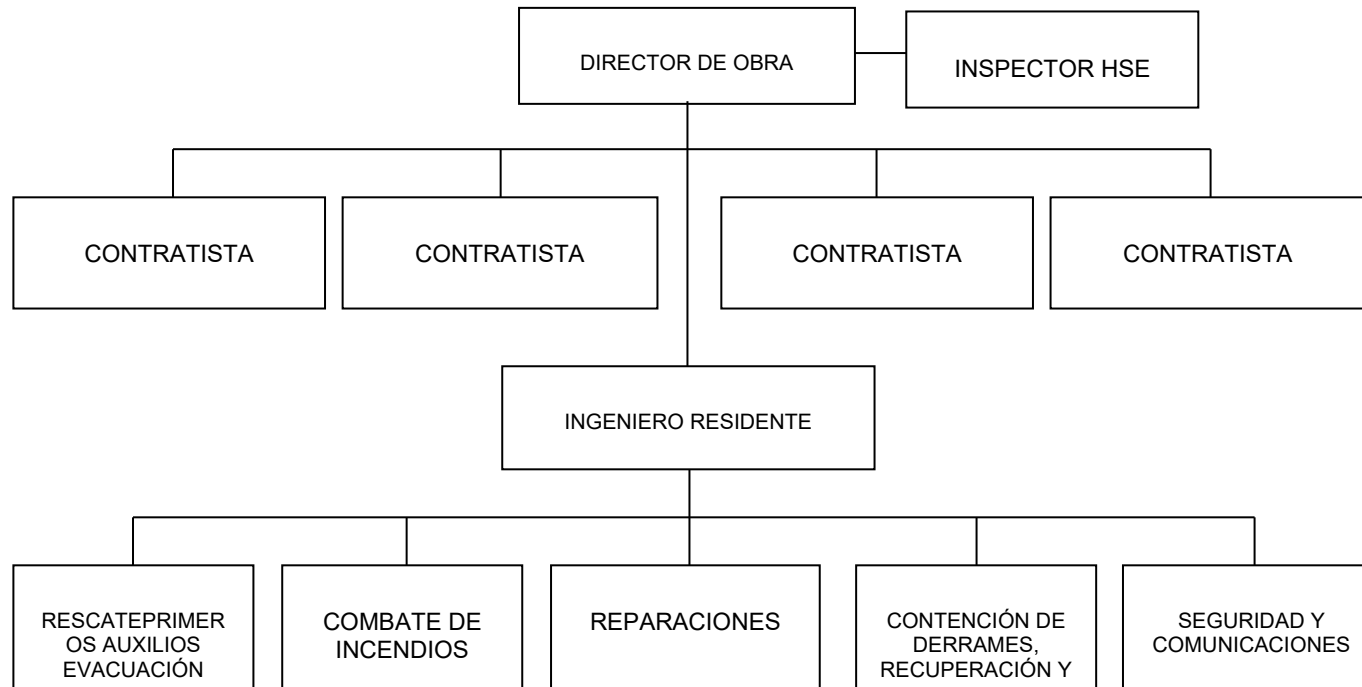 DIRECTOR DE OBRA
INSPECTOR HSE
CONTRATISTA
CONTRATISTA
CONTRATISTA
CONTRATISTA
INGENIERO RESIDENTE
RESCATEPRIMER
OS AUXILIOS
EVACUACIÓN
COMBATE DE
INCENDIOS
REPARACIONES
CONTENCIÓN DE
DERRAMES,
RECUPERACIÓN Y
SEGURIDAD Y
COMUNICACIONES